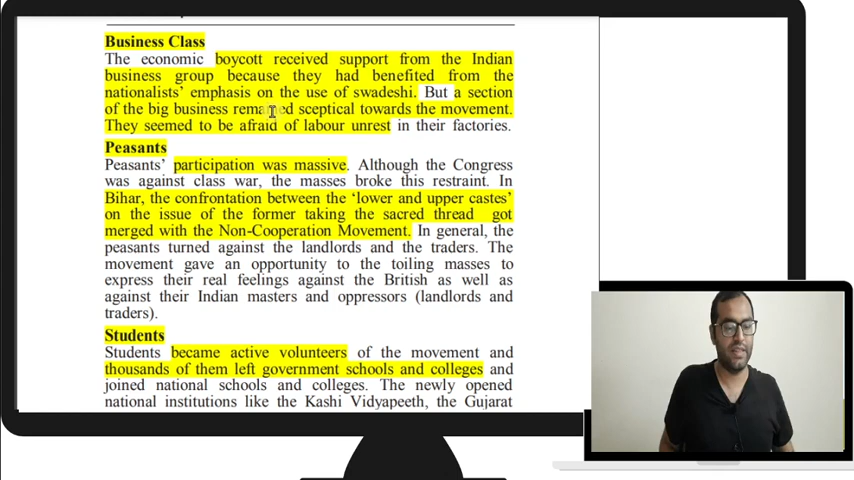 Business Class
The economic boycott received support from the Indian
business group because they had benefited from the
nationalists' emphasis on the use of swadeshi. But a section
of the big business remained sceptical towards the movement.
They seemed to be afraid of labour unrest in their factories.
Peasants
Peasants' participation was massive. Although the Congress
was against class war, the masses broke this restraint. In
Bihar, the confrontation between the 'lower and upper castes'
on the issue of the former taking the sacred thread got
merged with the Non-Cooperation Movement. In general, the
peasants turned against the landlords and the traders. The
movement gave an opportunity to the toiling masses to
express their real feelings against the British as well as
against their Indian masters and oppressors (landlords and
traders).
Students
Students became active volunteers of the movement and
thousands of them left government schools and colleges and
joined national schools and colleges. The newly opened
national institutions like the Kashi Vidyapeeth, the Gujarat